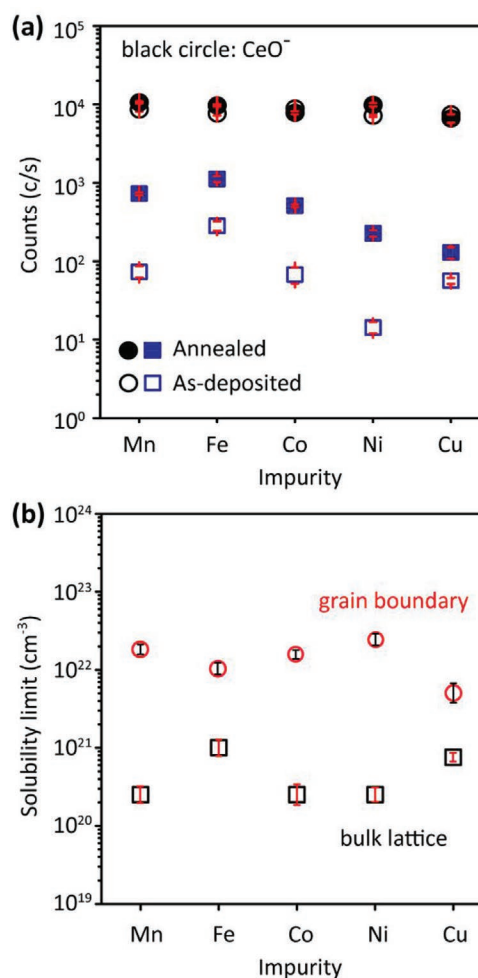 (a)
10⁵
10⁴
10³
10²
10¹
10⁰
Counts (c/s)
black circle: CeO⁻
Annealed
As-deposited
Mn Fe Co Ni Cu
Impurity
(b)
10²⁴
10²³
10²²
10²¹
10²⁰
10¹⁹
Solubility limit (cm⁻³)
grain boundary
bulk lattice
Mn Fe Co Ni Cu
Impurity